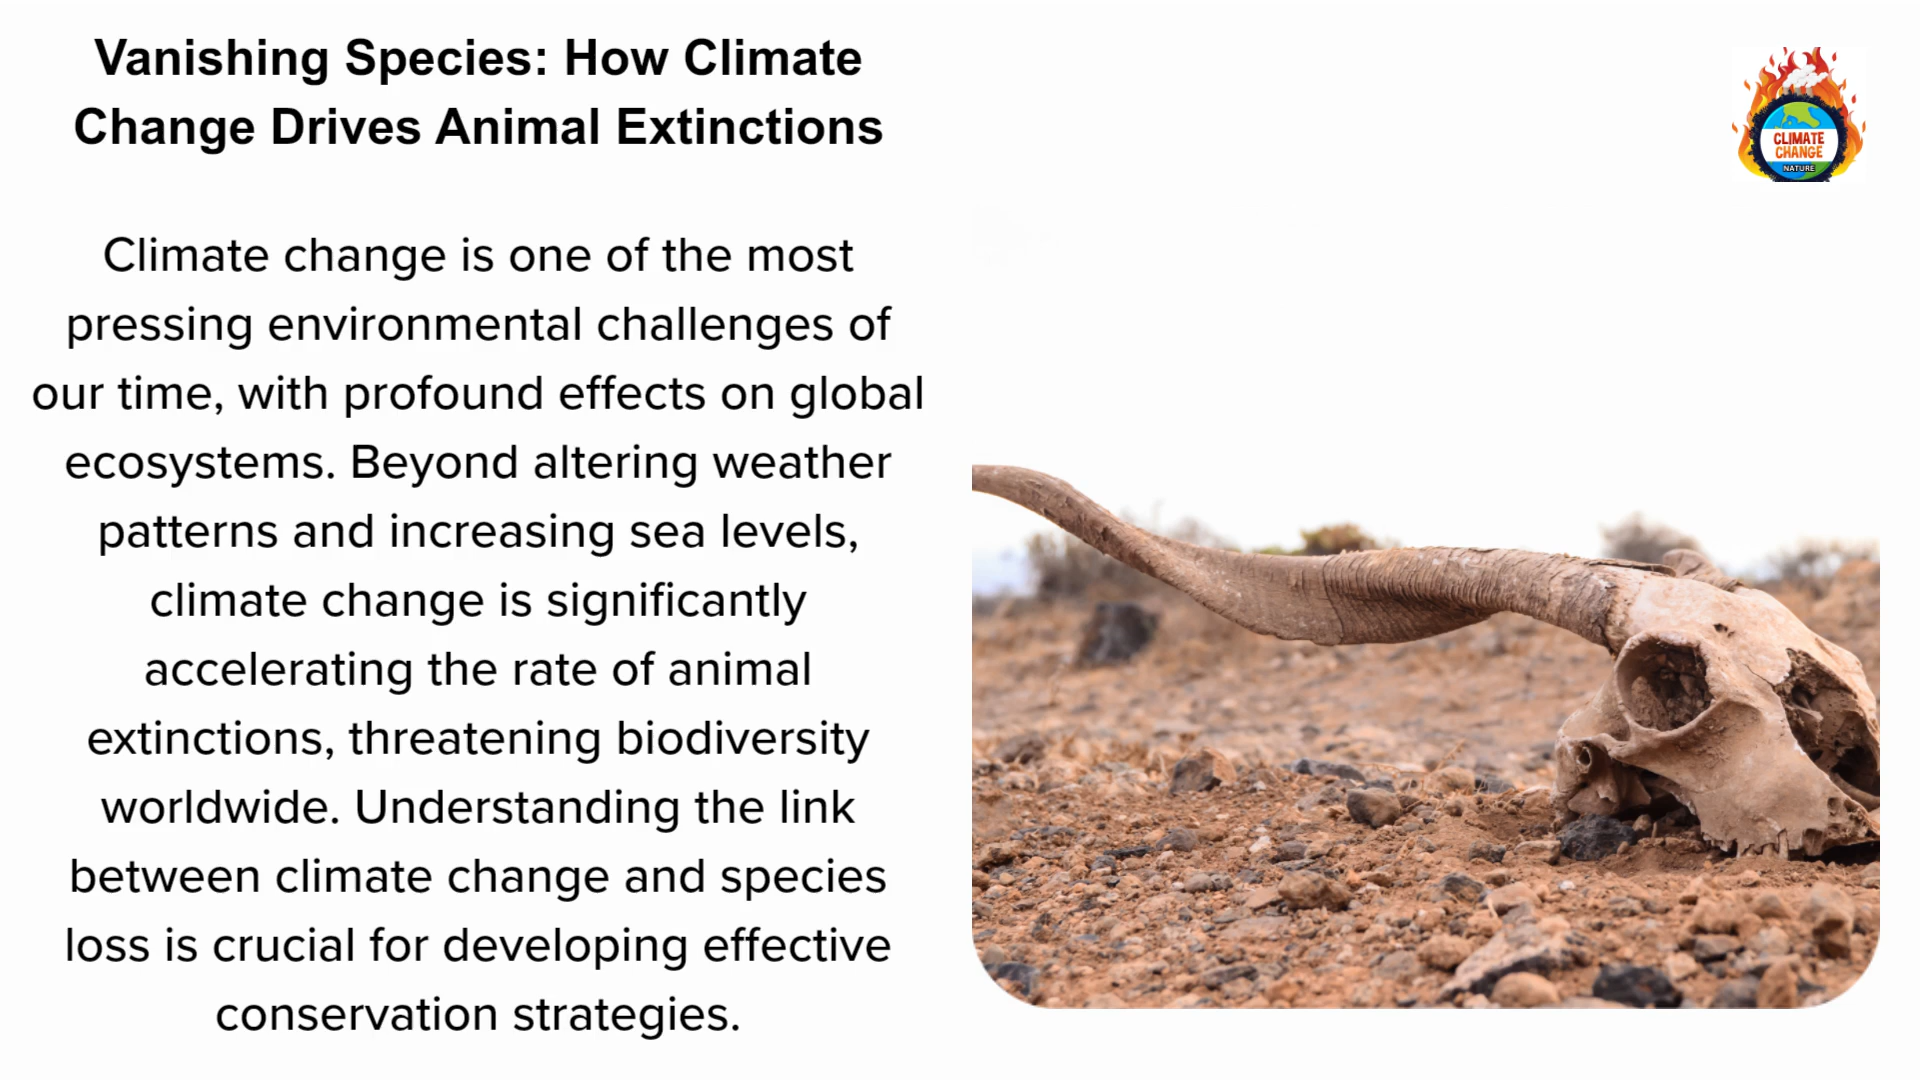 Vanishing Species: How Climate
Change Drives Animal Extinctions
CLIMATE
CHANGE
NATURE
Climate change is one of the most
pressing environmental challenges of
our time, with profound effects on global
ecosystems. Beyond altering weather
patterns and increasing sea levels,
climate change is significantly
accelerating the rate of animal
extinctions, threatening biodiversity
worldwide. Understanding the link
between climate change and species
loss is crucial for developing effective
conservation strategies.